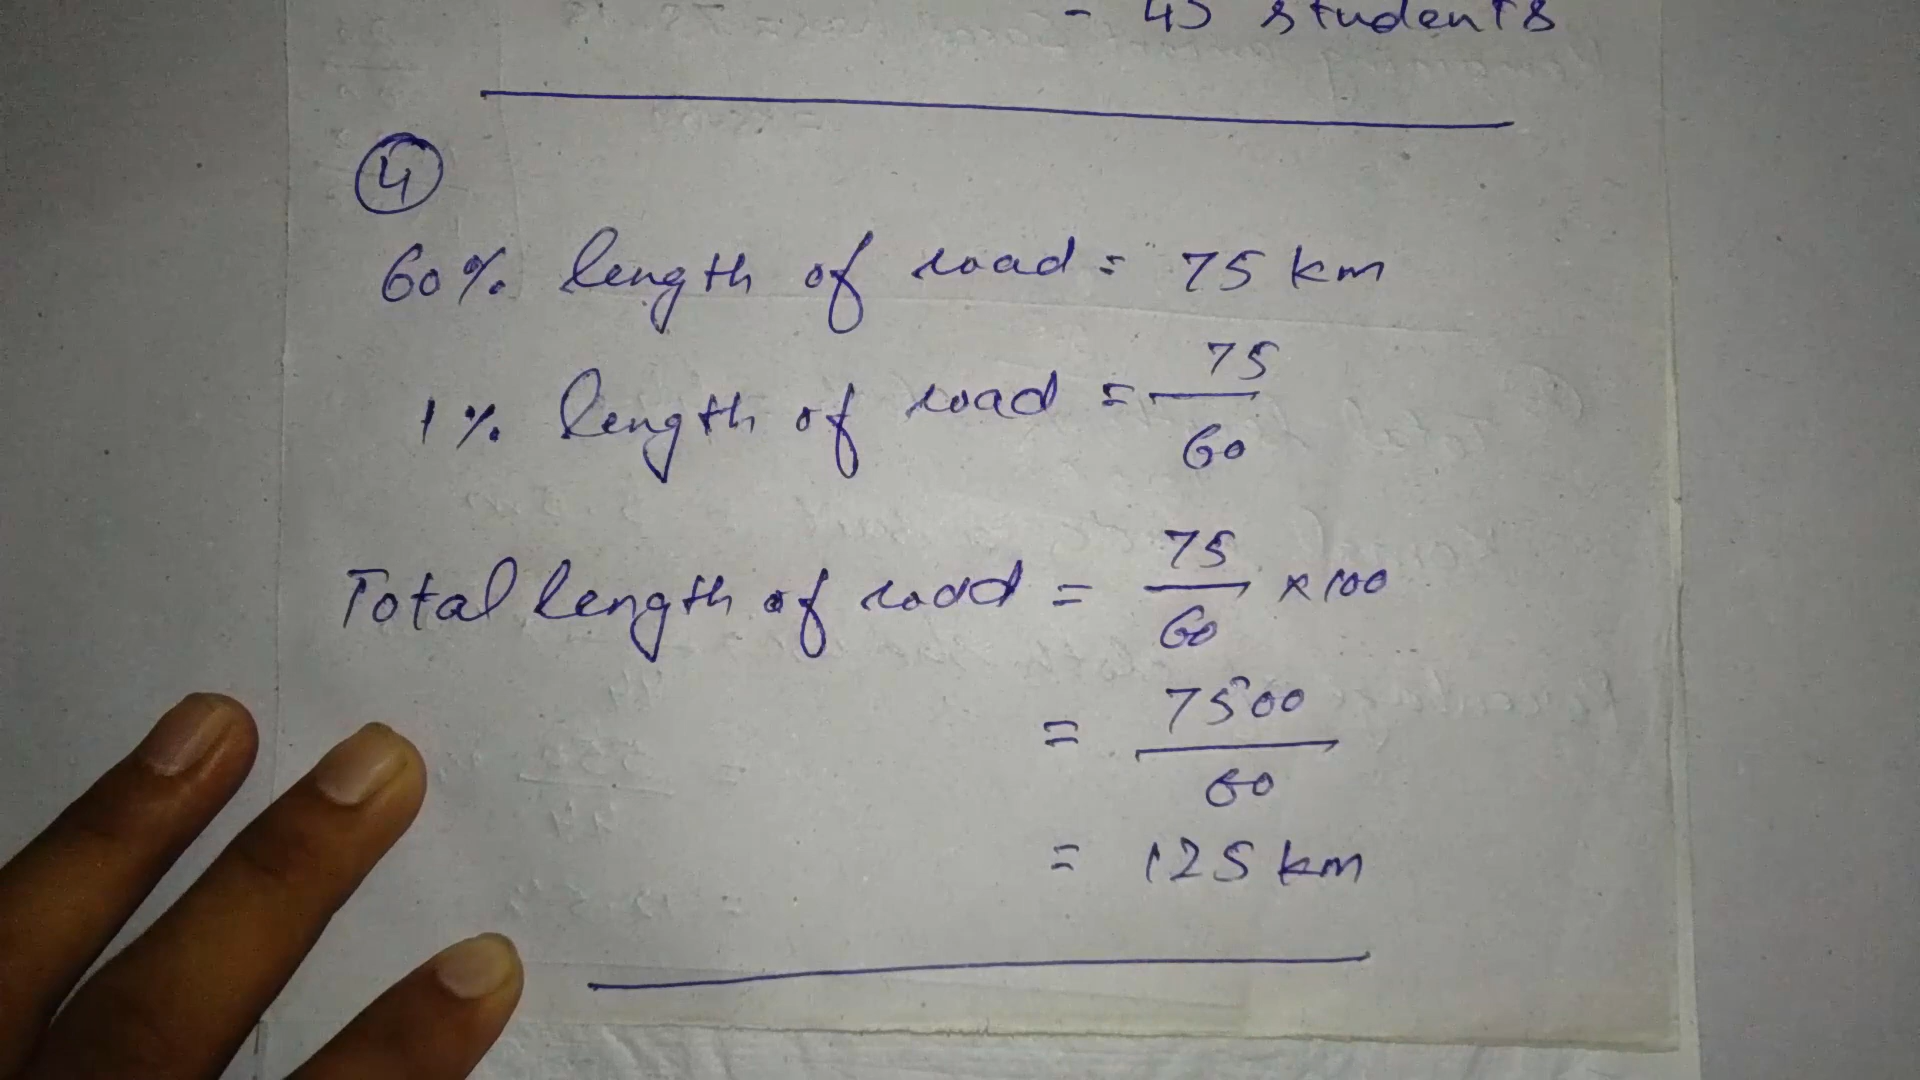 - 45 students
4
60% length of road = 75 km
1% length of road = 75/60
Total length of road = 75/60 × 100
= 7500/60
= 125 km